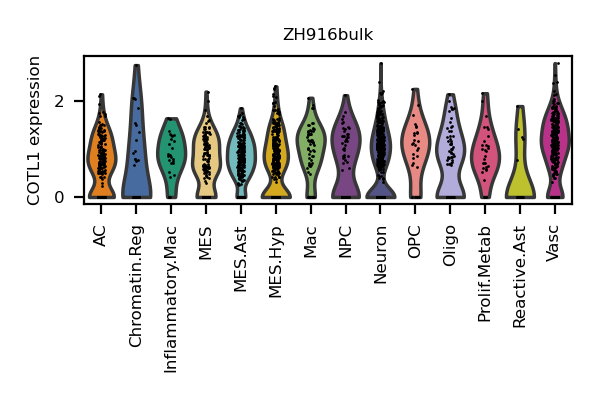 ZH916bulk
COTL1 expression
2
0
AC
Chromatin.Reg
Inflammatory.Mac
MES
MES.Ast
MES.Hyp
Mac
NPC
Neuron
OPC
Oligo
Prolif.Metab
Reactive.Ast
Vasc